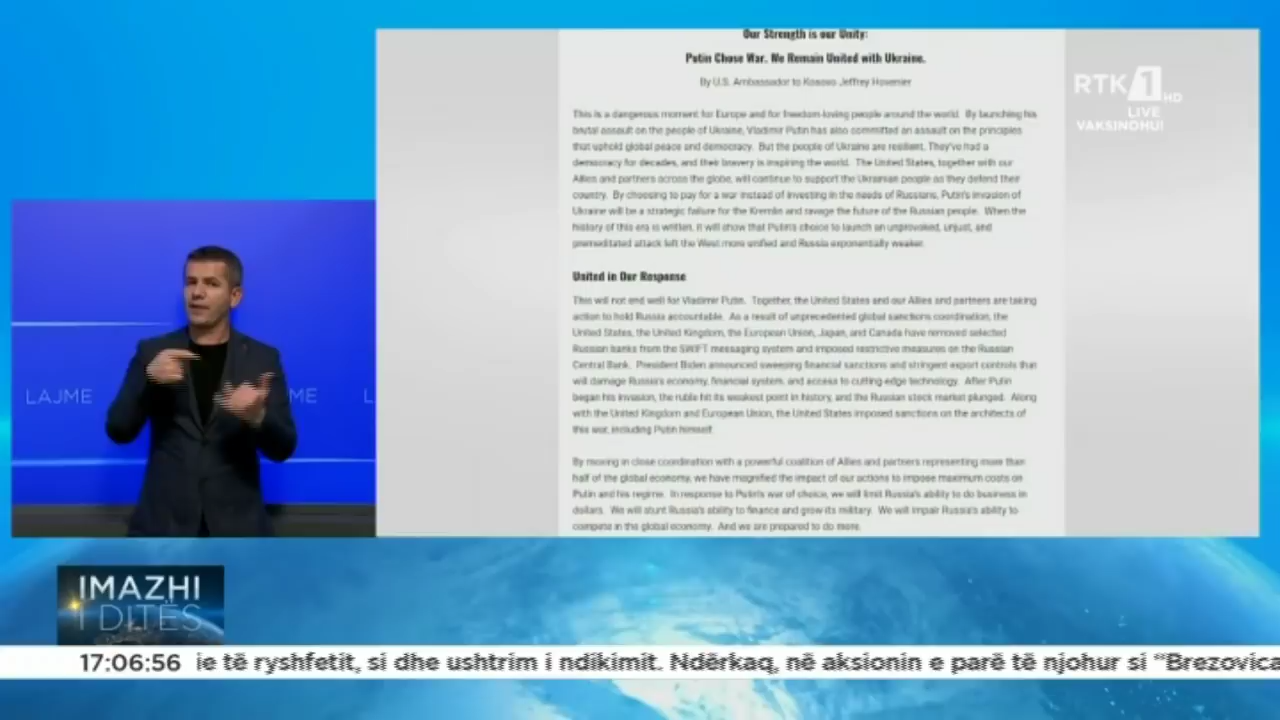 Our Strength is our Unity:
Putin Chose War. We Remain United with Ukraine.
By U.S. Ambassador to Kosovo Jeffrey Hovenier
This is a dangerous moment for Europe and for freedom-loving people around the world. By launching his
brutal assault on the people of Ukraine, Vladimir Putin has also committed an assault on the principles
that uphold global peace and democracy. But the people of Ukraine are resilient. They've had a
democracy for decades, and their bravery is inspiring the world. The United States, together with our
Allies and partners across the globe, will continue to support the Ukrainian people as they defend their
country. By choosing to pay for a war instead of investing in the needs of Russians, Putin's invasion of
Ukraine will be a strategic failure for the Kremlin and ravage the future of the Russian people. When the
history of this era is written, it will show that Putin's choice to launch an unprovoked, unjust, and
premeditated attack left the West more unified and Russia exponentially weaker.
United in Our Response
This will not end well for Vladimir Putin. Together, the United States and our Allies and partners are taking
action to hold Russia accountable. As a result of unprecedented global sanctions coordination, the
United States, the United Kingdom, the European Union, Japan, and Canada have removed selected
Russian banks from the SWIFT messaging system and imposed restrictive measures on the Russian
Central Bank. President Biden announced sweeping financial sanctions and stringent export controls that
will damage Russia's economy, financial system, and access to cutting-edge technology. After Putin
began his invasion, the ruble hit its weakest point in history, and the Russian stock market plunged. Along
with the United Kingdom and European Union, the United States imposed sanctions on the architects of
this war, including Putin himself.
By moving in close coordination with a powerful coalition of Allies and partners representing more than
half of the global economy, we have magnified the impact of our actions to impose maximum costs on
Putin and his regime. In response to Putin's war of choice, we will limit Russia's ability to do business in
dollars. We will stunt Russia's ability to finance and grow its military. We will impair Russia's ability to
compete in the global economy. And we are prepared to do more.
RTK 1 HD
LIVE
VAKSINOHU!
LAJME
ME
L
IMAZHI
I DITËS
17:06:56 ie të ryshfetit, si dhe ushtrim i ndikimit. Ndërkaq, në aksionin e parë të njohur si "Brezovica